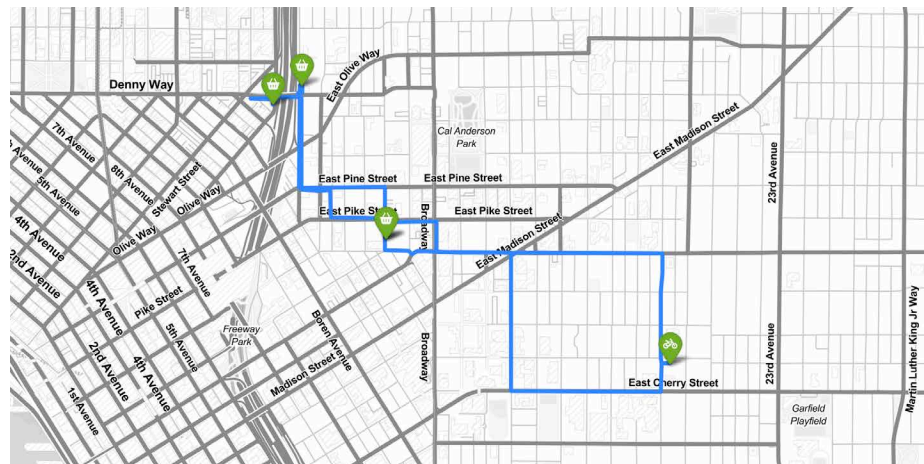 Denny Way
East Olive Way
Cal Anderson
Park
7th Avenue
8th Avenue
Stewart Street
5th Avenue
Olive Way
4th Avenue
2nd Avenue
Olive Way
7th Avenue
Pike Street
4th Avenue
5th Avenue
2nd Avenue
4th Avenue
1st Avenue
Freeway
Park
Boren Avenue
Madison Street
East Pine Street
East Pine Street
East Pike Street
East Pike Street
Broadway
East Madison Street
East Madison Street
23rd Avenue
Broadway
East Cherry Street
23rd Avenue
Garfield
Playfield
Martin Luther King Jr Way